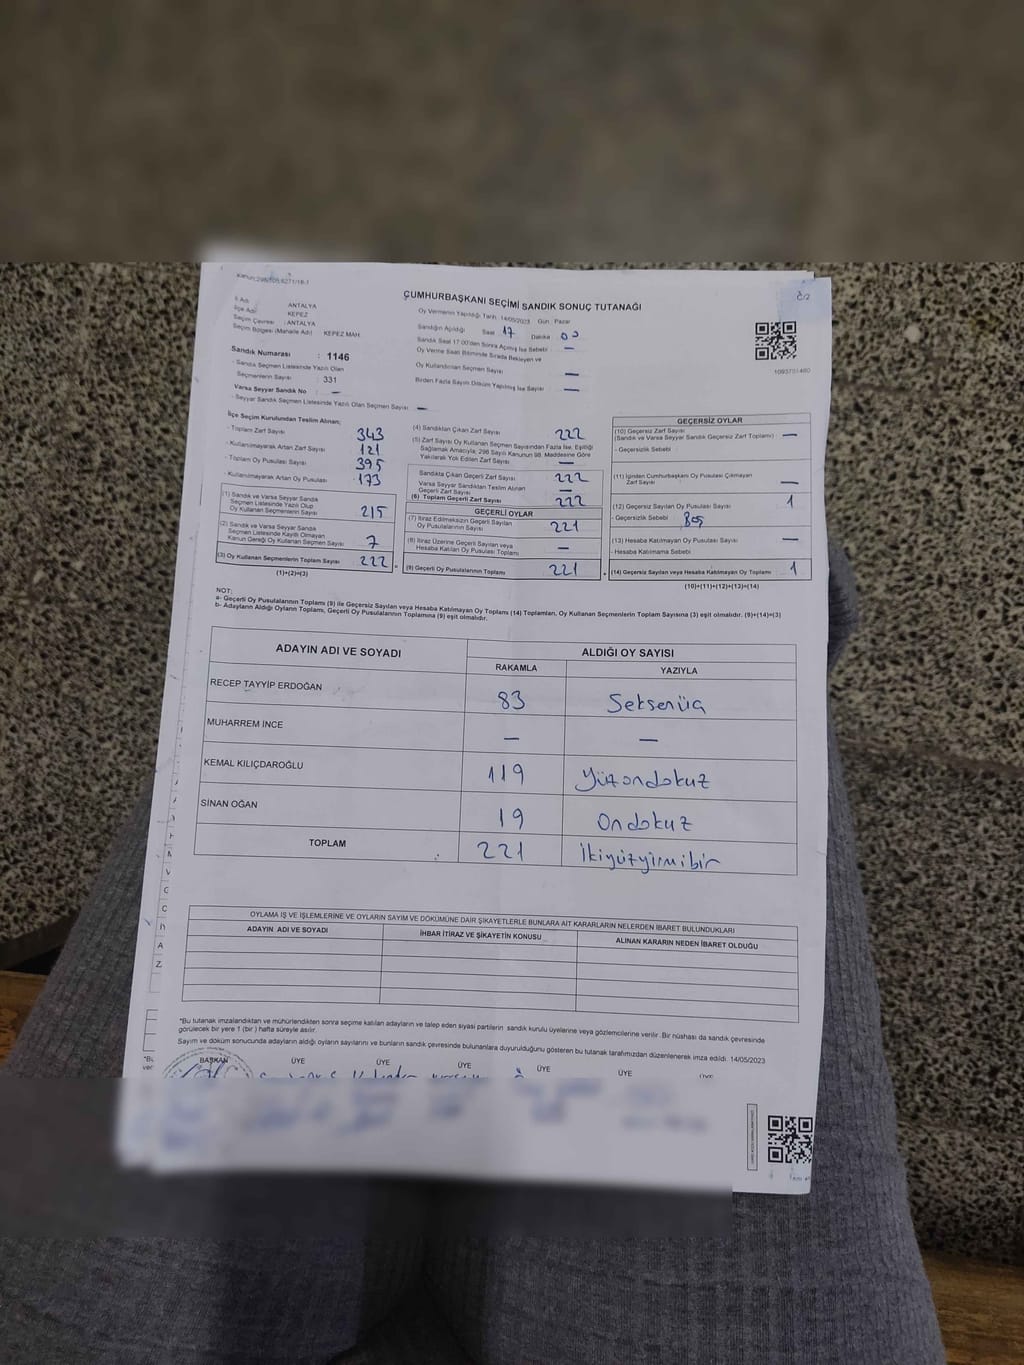 Ç/2
ÇUMHURBAŞKANI SEÇİMİ SANDIK SONUÇ TUTANAĞI
1093731480
İl Adı : ANTALYA
İlçe Adı : KEPEZ
Seçim Çevresi : ANTALYA
Seçim Bölgesi (Mahalle Adı) : KEPEZ MAH.
Sandık Numarası : 1146
- Sandık Seçmen Listesinde Yazılı Olan
Seçmenlerin Sayısı : 331
Varsa Seyyar Sandık No : —
- Seyyar Sandık Seçmen Listesinde Yazılı Olan Seçmen Sayısı : —
Oy Vermenin Yapıldığı Tarih: 14/05/2023 Gün: Pazar
Sandığın Açıldığı Saat 17 Dakika
Sandık Saat 17:00'den Sonra Açılmış İse Sebebi —
Oy Verme Saati Bitiminde Sırada Bekleyen ve
Oy Kullandırılan Seçmen Sayısı —
Birden Fazla Sayım Döküm Yapılmış İse Sayısı —
İlçe Seçim Kurulundan Teslim Alınan;
- Toplam Zarf Sayısı 343
- Kullanılmayarak Artan Zarf Sayısı 121
- Toplam Oy Pusulası Sayısı 395
- Kullanılmayarak Artan Oy Pusulası 173
(1) Sandık ve Varsa Seyyar Sandık
Seçmen Listesinde Yazılı Olup
Oy Kullanan Seçmenlerin Sayısı 215
(2) Sandık ve Varsa Seyyar Sandık
Seçmen Listesinde Kayıtlı Olmayan
Kanun Gereği Oy Kullanan Seçmen Sayısı 7
(3) Oy Kullanan Seçmenlerin Toplam Sayısı 222
(1)+(2)=(3)
(4) Sandıktan Çıkan Zarf Sayısı 222
(5) Zarf Sayısı Oy Kullanan Seçmen Sayısından Fazla İse, Eşitliği
Sağlamak Amacıyla; 298 Sayılı Kanunun 98. Maddesine Göre
Yakılarak Yok Edilen Zarf Sayısı —
Sandıkta Çıkan Geçerli Zarf Sayısı 222
Varsa Seyyar Sandıktan Teslim Alınan
Geçerli Zarf Sayısı —
(6) Toplam Geçerli Zarf Sayısı 222
GEÇERLİ OYLAR
(7) İtiraz Edilmeksizin Geçerli Sayılan
Oy Pusulalarının Sayısı 221
(8) İtiraz Üzerine Geçerli Sayılan veya
Hesaba Katılan Oy Pusulası Toplamı —
(9) Geçerli Oy Pusulalarının Toplamı 221
GEÇERSİZ OYLAR
(10) Geçersiz Zarf Sayısı
(Sandık ve Varsa Seyyar Sandık Geçersiz Zarf Toplamı) —
- Geçersizlik Sebebi
(11) İçinden Cumhurbaşkanı Oy Pusulası Çıkmayan
Zarf Sayısı —
(12) Geçersiz Sayılan Oy Pusulası Sayısı 1
- Geçersizlik Sebebi Boş
(13) Hesaba Katılmayan Oy Pusulası Sayısı —
- Hesaba Katılmama Sebebi
(14) Geçersiz Sayılan veya Hesaba Katılmayan Oy Toplamı 1
(10)+(11)+(12)+(13)=(14)
NOT:
a- Geçerli Oy Pusulalarının Toplamı (9) ile Geçersiz Sayılan veya Hesaba Katılmayan Oy Toplamı (14) Toplamları, Oy Kullanan Seçmenlerin Toplam Sayısına (3) eşit olmalıdır. (9)+(14)=(3)
b- Adayların Aldığı Oyların Toplamı, Geçerli Oy Pusulalarının Toplamına (9) eşit olmalıdır.
ADAYIN ADI VE SOYADI ALDIĞI OY SAYISI
RAKAMLA YAZIYLA
RECEP TAYYİP ERDOĞAN 83 Seksenüç
MUHARREM İNCE — —
KEMAL KILIÇDAROĞLU 119 Yüzondokuz
SİNAN OĞAN 19 Ondokuz
TOPLAM 221 İkiyüzyirmibir
OYLAMA İŞ VE İŞLEMLERİNE VE OYLARIN SAYIM VE DÖKÜMÜNE DAİR ŞİKAYETLERLE BUNLARA AİT KARARLARIN NELERDEN İBARET BULUNDUKLARI
ADAYIN ADI VE SOYADI İHBAR İTİRAZ VE ŞİKAYETİN KONUSU ALINAN KARARIN NEDEN İBARET OLDUĞU
*Bu tutanak imzalandıktan ve mühürlendikten sonra seçime katılan adayların ve talep eden siyasi partilerin sandık kurulu üyelerine veya gözlemcilerine verilir. Bir nüshası da sandık çevresinde
görülecek bir yere 1 (bir) hafta süreyle asılır.
Sayım ve döküm sonucunda adayların aldığı oyların sayılarını ve bunların sandık çevresinde bulunanlara duyurulduğunu gösteren bu tutanak tarafımızdan düzenlenerek imza edildi. 14/05/2023
BAŞKAN ÜYE ÜYE ÜYE ÜYE ÜYE ÜYE